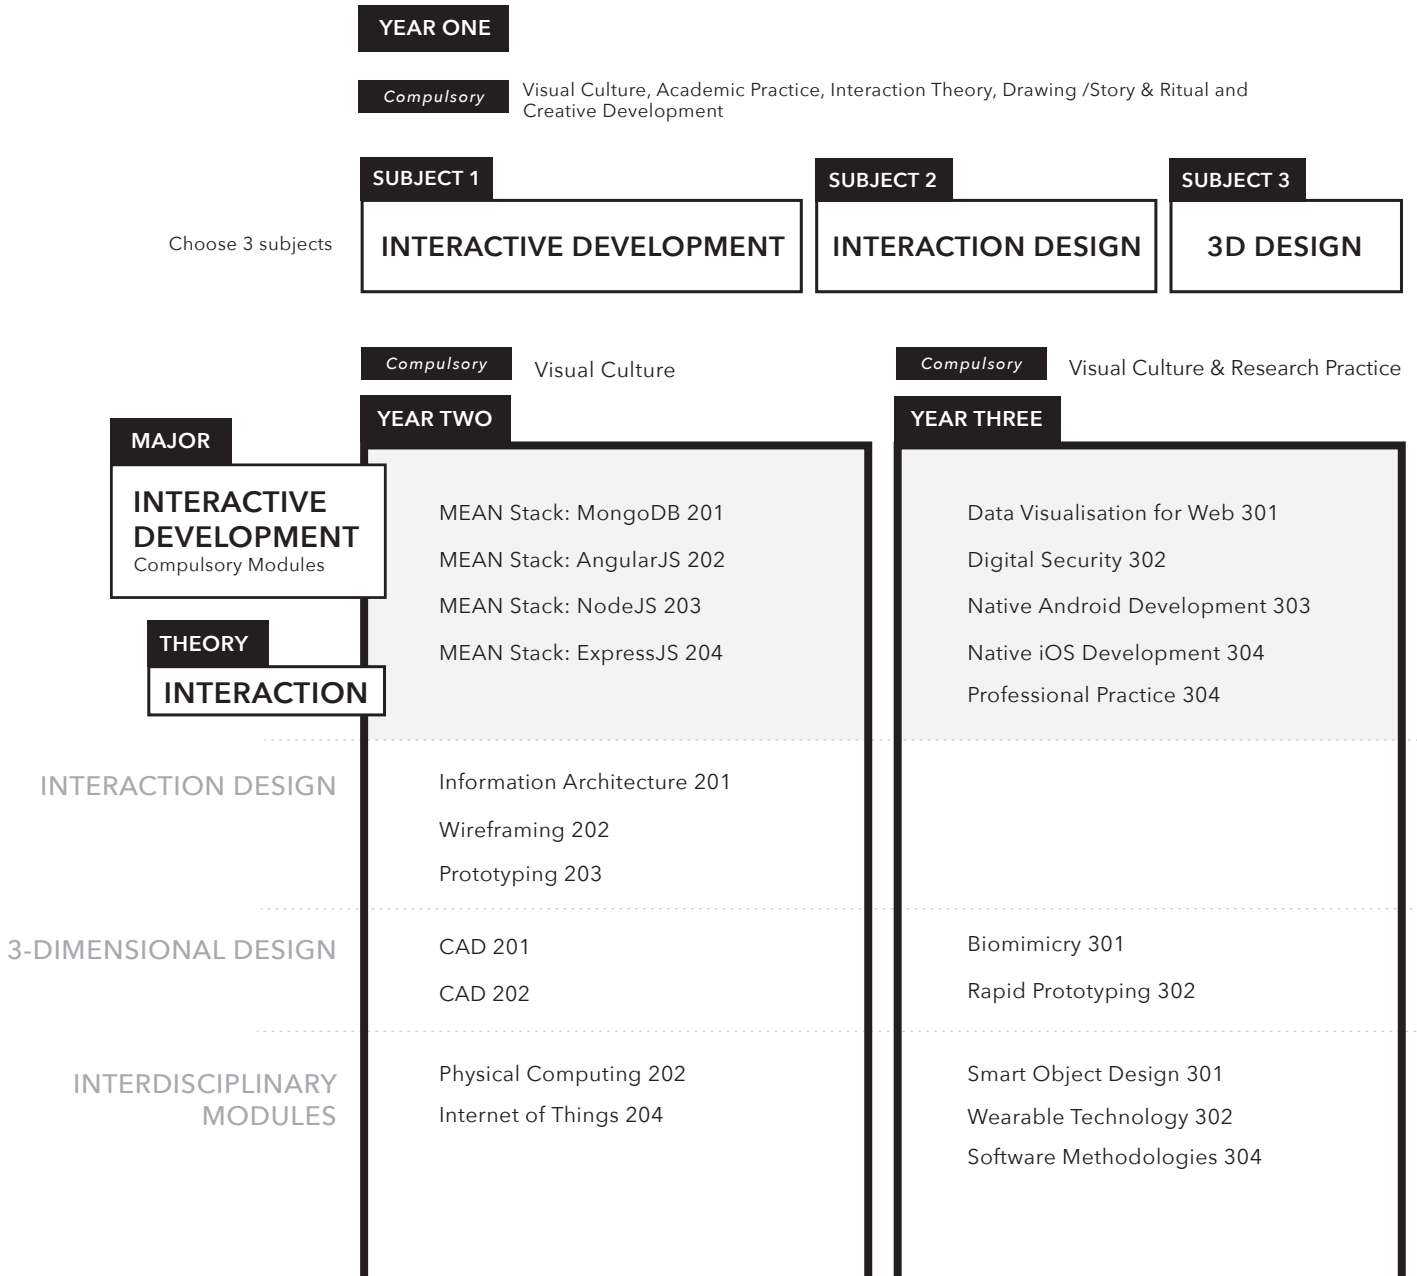 YEAR ONE
Compulsory
Visual Culture, Academic Practice, Interaction Theory, Drawing /Story & Ritual and
Creative Development
SUBJECT 1
SUBJECT 2
SUBJECT 3
Choose 3 subjects
INTERACTIVE DEVELOPMENT
INTERACTION DESIGN
3D DESIGN
Compulsory
Visual Culture
Compulsory
Visual Culture & Research Practice
YEAR TWO
YEAR THREE
MAJOR
INTERACTIVE
DEVELOPMENT
Compulsory Modules
THEORY
INTERACTION
MEAN Stack: MongoDB 201
MEAN Stack: AngularJS 202
MEAN Stack: NodeJS 203
MEAN Stack: ExpressJS 204
Data Visualisation for Web 301
Digital Security 302
Native Android Development 303
Native iOS Development 304
Professional Practice 304
INTERACTION DESIGN
Information Architecture 201
Wireframing 202
Prototyping 203
3-DIMENSIONAL DESIGN
CAD 201
CAD 202
Biomimicry 301
Rapid Prototyping 302
INTERDISCIPLINARY
MODULES
Physical Computing 202
Internet of Things 204
Smart Object Design 301
Wearable Technology 302
Software Methodologies 304